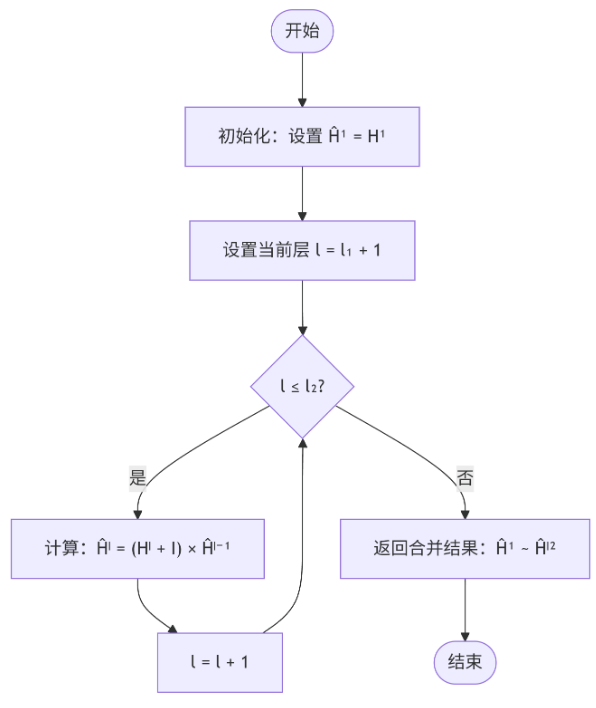 开始
初始化：设置 Ĥ¹ = H¹
设置当前层 l = l₁ + 1
l ≤ l₂?
是
否
计算：Ĥˡ = (Hˡ + I) × Ĥˡ⁻¹
返回合并结果：Ĥ¹ ~ Ĥˡ²
l = l + 1
结束